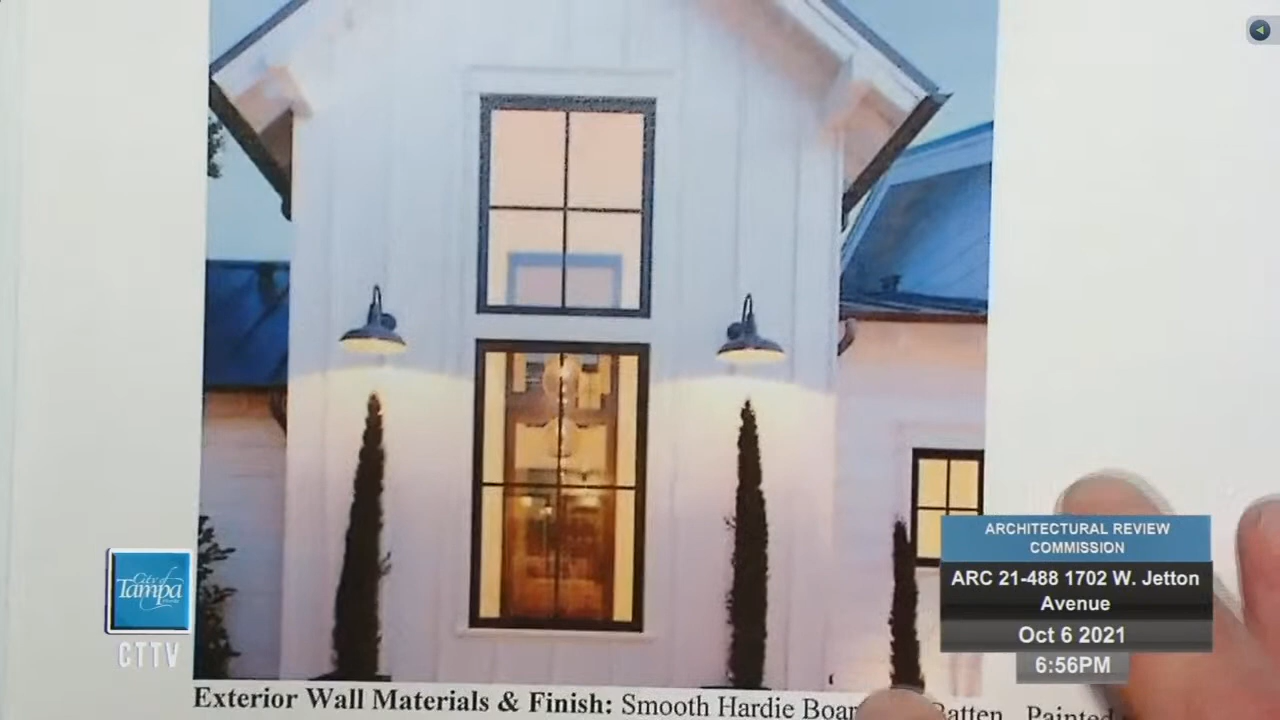 City of
Tampa
CTTV
ARCHITECTURAL REVIEW
COMMISSION
ARC 21-488 1702 W. Jetton
Avenue
Oct 6 2021
6:56PM
Exterior Wall Materials & Finish: Smooth Hardie Boar Batten Painted